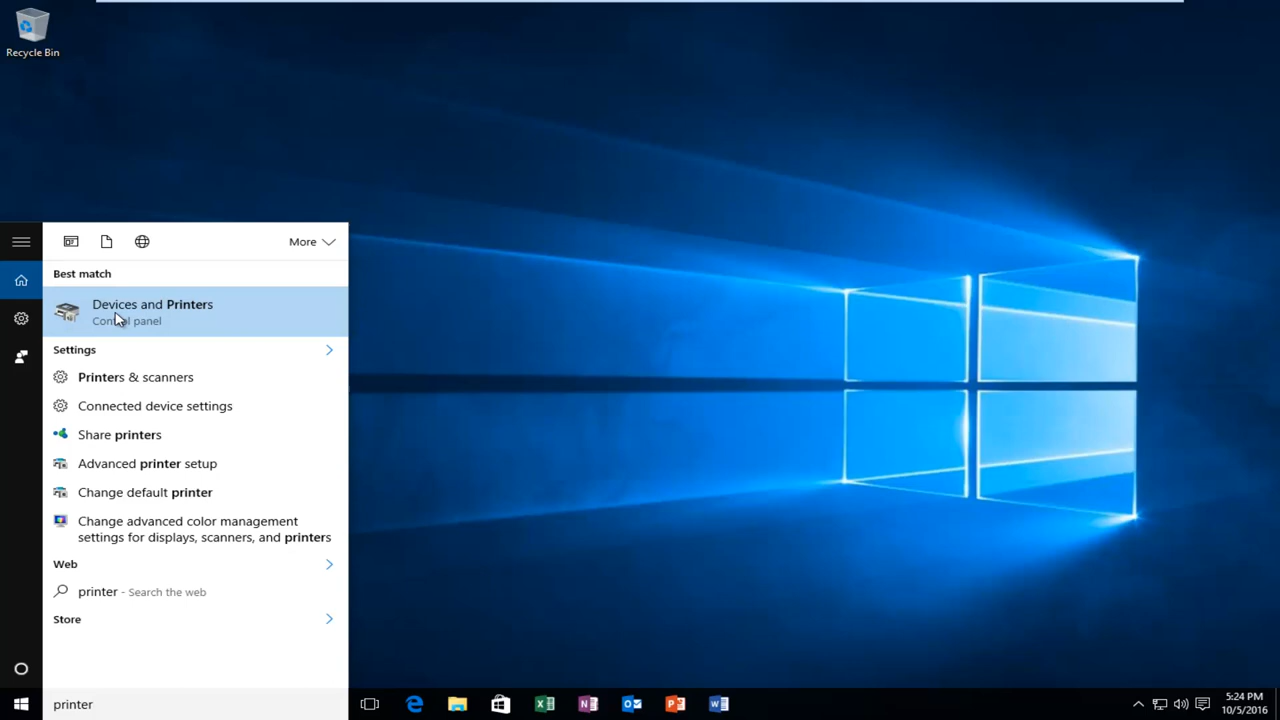 Recycle Bin
More
Best match
Devices and Printers
Control panel
Settings
Printers & scanners
Connected device settings
Share printers
Advanced printer setup
Change default printer
Change advanced color management
settings for displays, scanners, and printers
Web
printer - Search the web
Store
printer
5:24 PM
10/5/2016